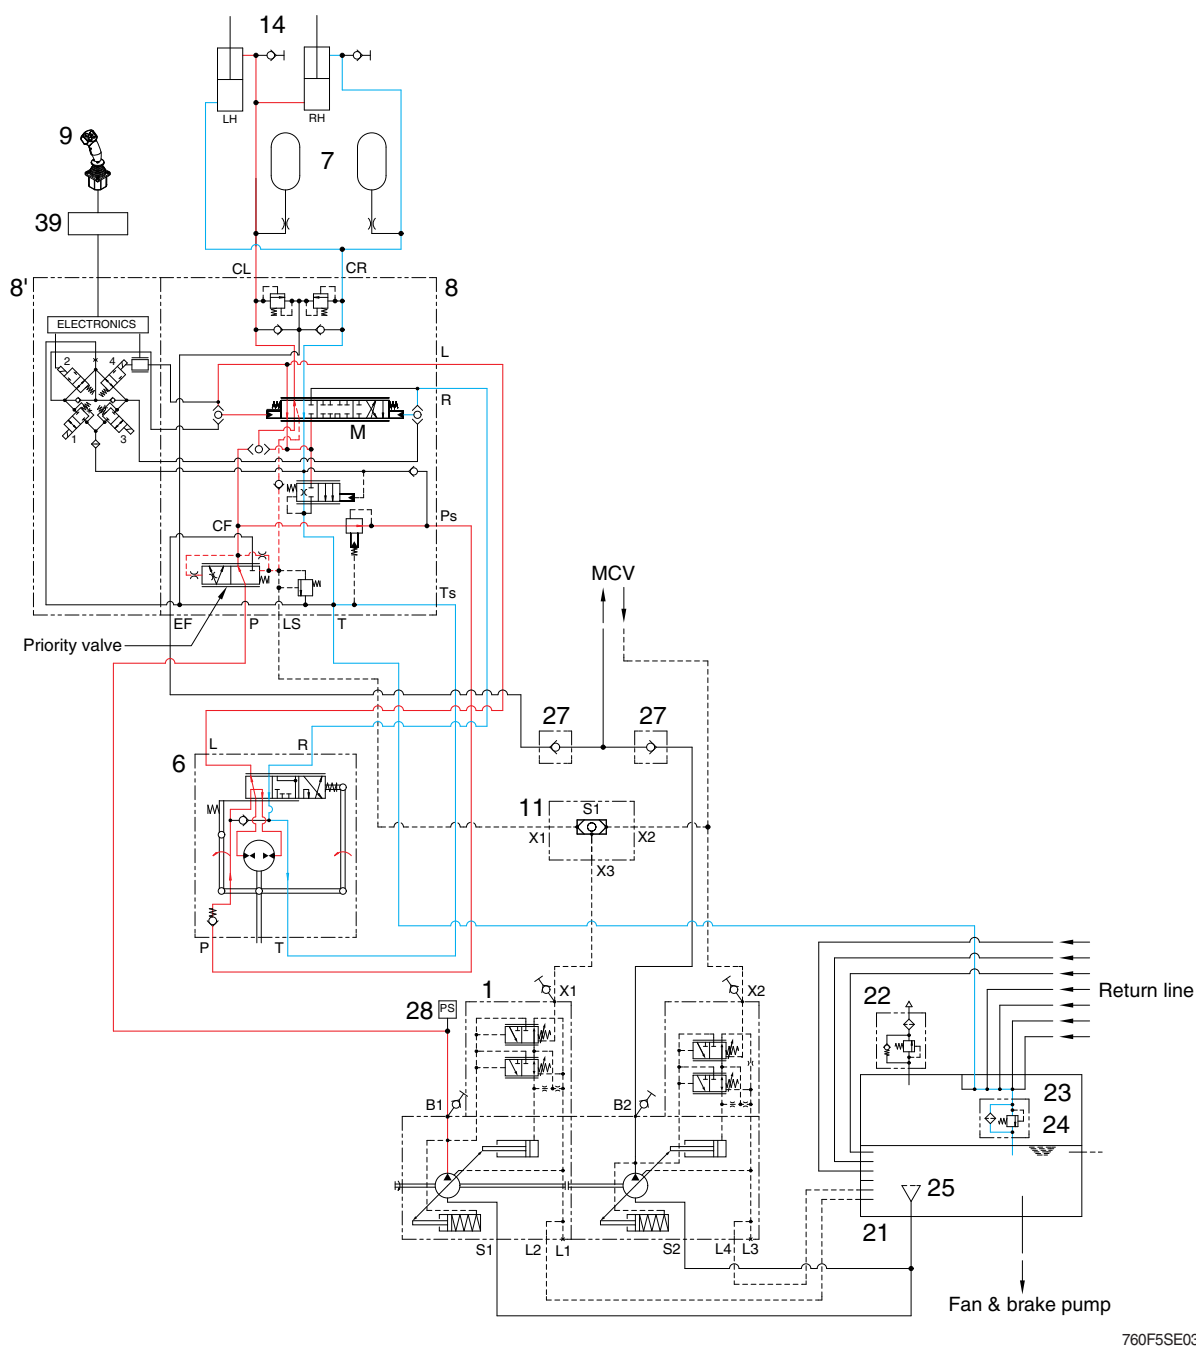 14
LH
RH
9
7
39
CL
CR
8'
8
ELECTRONICS
2
4
L
R
M
1
3
CF
Ps
Ts
EF
P
LS
T
Priority valve
MCV
27
27
L
R
6
11
S1
X1
X2
X3
P
T
1
X1
X2
28
PS
22
Return line
B1
B2
23
24
25
21
S1
L2
L1
S2
L4
L3
Fan & brake pump
760F5SE03